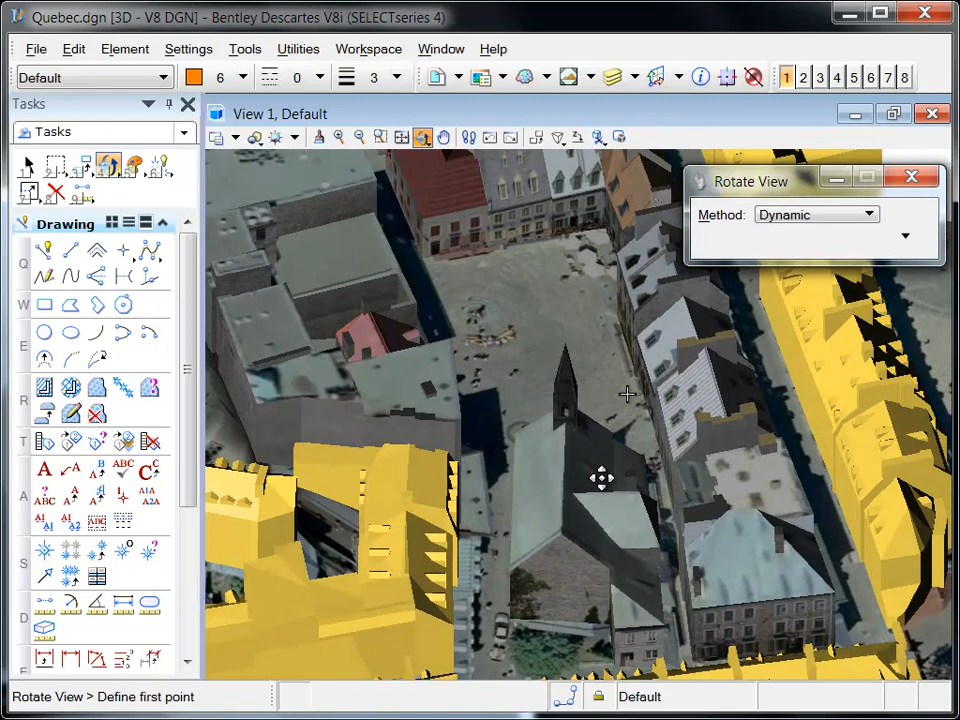 Quebec.dgn [3D - V8 DGN] - Bentley Descartes V8i (SELECTseries 4)
File Edit Element Settings Tools Utilities Workspace Window Help
Default 6 0 3 1 2 3 4 5 6 7 8
Tasks
View 1, Default
Tasks
Rotate View
Method: Dynamic
Drawing
Q
W
E
R
T
A
S
D
Rotate View > Define first point
Default